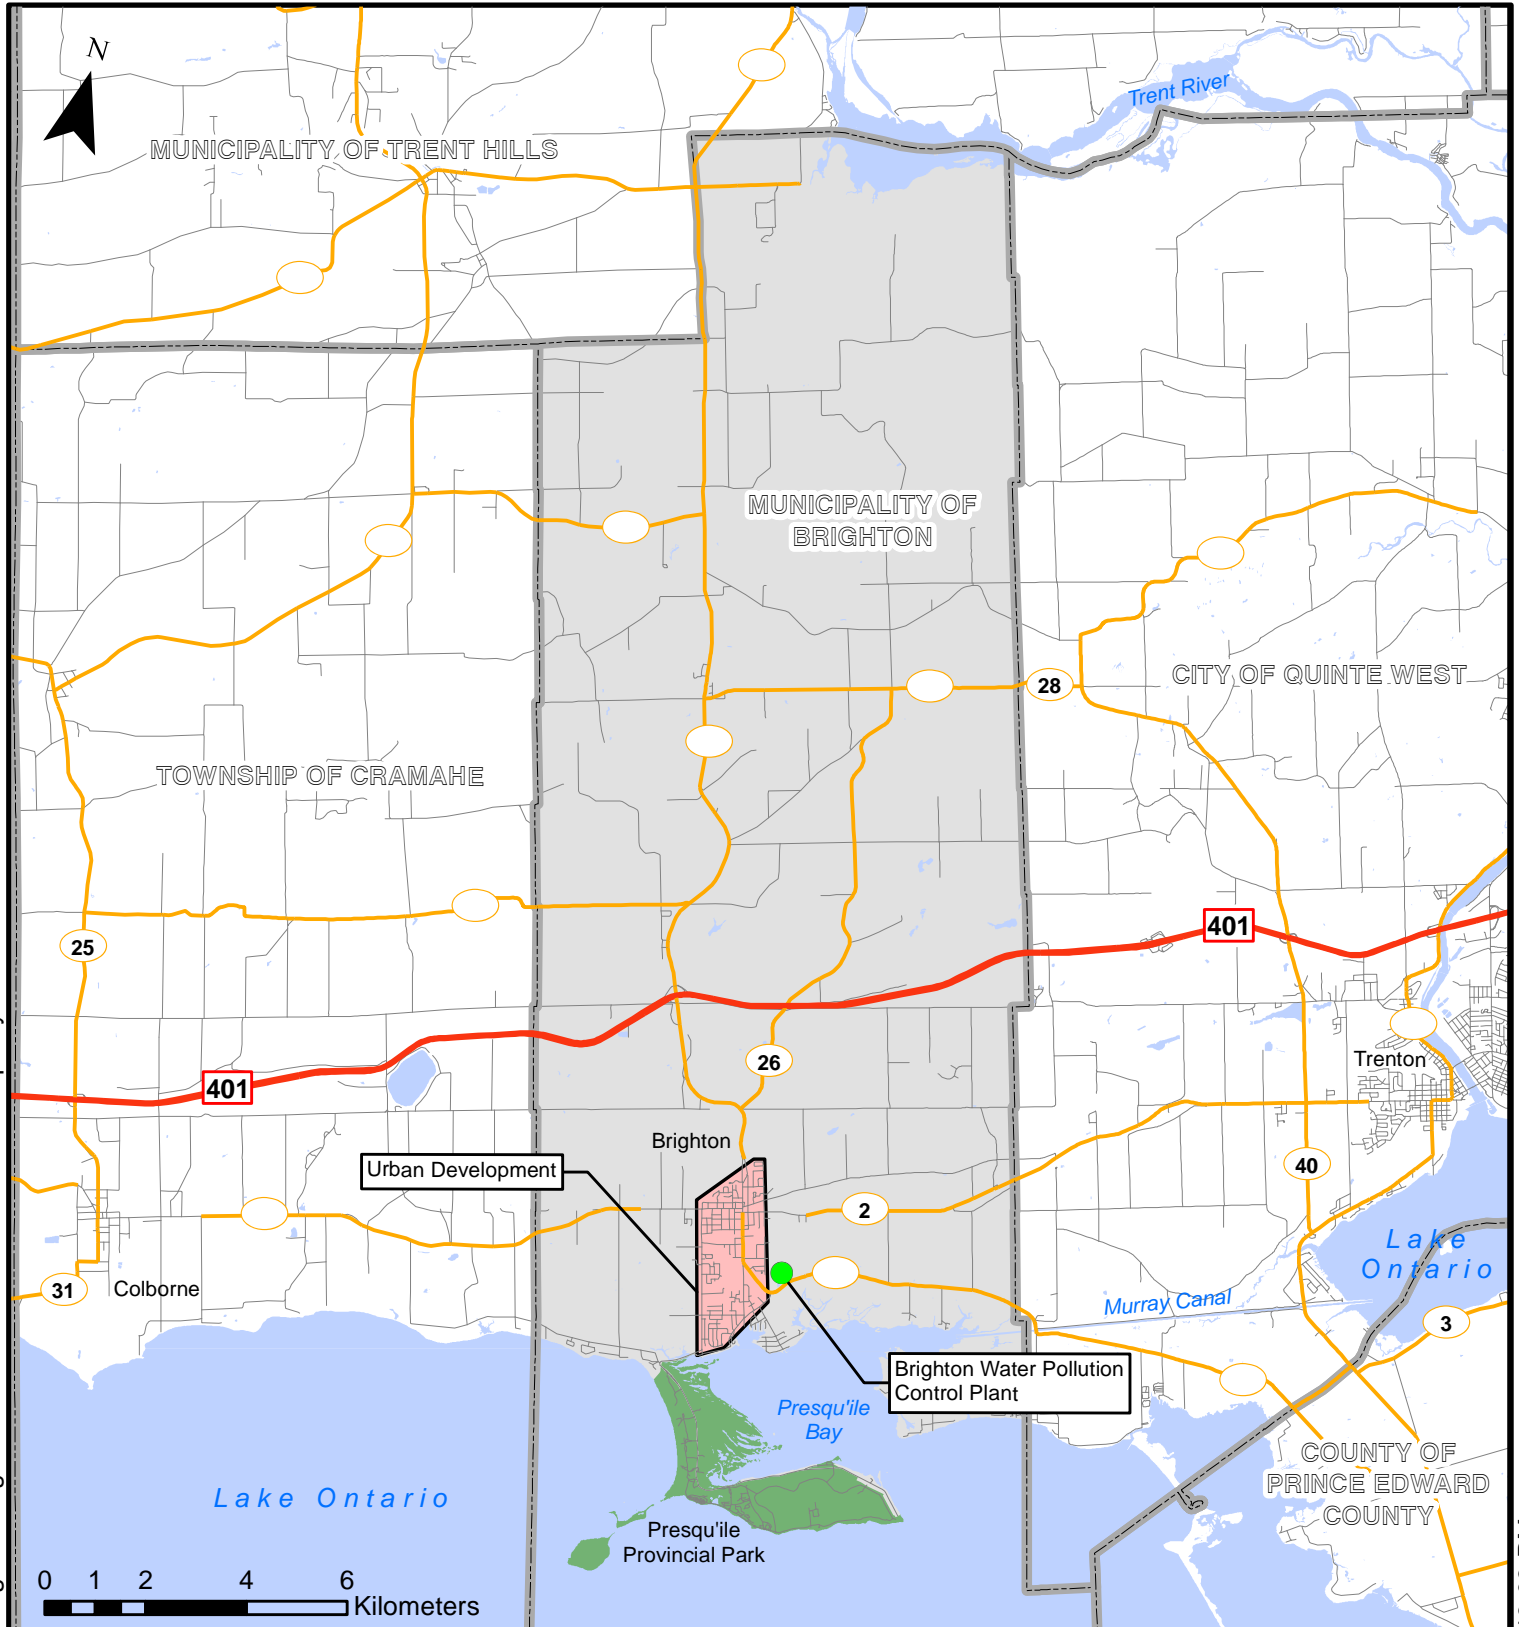 N
Trent River
MUNICIPALITY OF TRENT HILLS
MUNICIPALITY OF
BRIGHTON
CITY OF QUINTE WEST
28
TOWNSHIP OF CRAMAHE
401
25
Trenton
26
401
Brighton
Urban Development
40
2
Lake
Ontario
31
Colborne
Murray Canal
3
Brighton Water Pollution
Control Plant
Presqu'ile
Bay
COUNTY OF
PRINCE EDWARD
COUNTY
Lake Ontario
Presqu'ile
Provincial Park
0 1 2 4 6
Kilometers